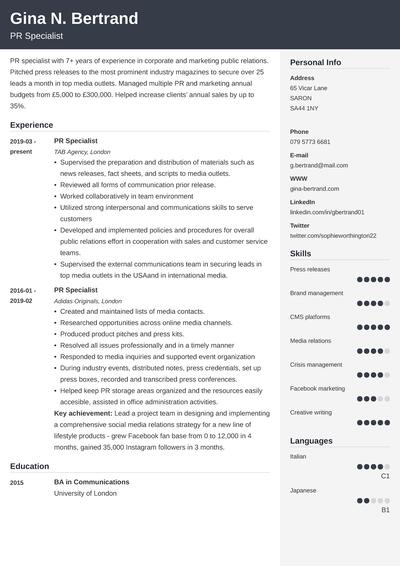 Gina N. Bertrand
PR Specialist
PR specialist with 7+ years of experience in corporate and marketing public relations.
Pitched press releases to the most prominent industry magazines to secure over 25
leads a month in top media outlets. Managed multiple PR and marketing annual
budgets from £5,000 to £300,000. Helped increase clients' annual sales by up to
35%.
Experience
2019-03 -
present
PR Specialist
TAB Agency, London
• Supervised the preparation and distribution of materials such as
news releases, fact sheets, and scripts to media outlets.
• Reviewed all forms of communication prior release.
• Worked collaboratively in team environment
• Utilized strong interpersonal and communications skills to serve
customers
• Developed and implemented policies and procedures for overall
public relations effort in cooperation with sales and customer service
teams.
• Supervised the external communications team in securing leads in
top media outlets in the USAand in international media.
2016-01 -
2019-02
PR Specialist
Adidas Originals, London
• Created and maintained lists of media contacts.
• Researched opportunities across online media channels.
• Produced product pitches and press kits.
• Resolved all issues professionally and in a timely manner
• Responded to media inquiries and supported event organization
• During industry events, distributed notes, press credentials, set up
press boxes, recorded and transcribed press conferences.
• Helped keep PR storage areas organized and the resources easily
accesible, assisted in office administration activities.
Key achievement: Lead a project team in designing and implementing
a comprehensive social media relations strategy for a new line of
lifestyle products - grew Facebook fan base from 0 to 12,000 in 4
months, gained 35,000 Instagram followers in 3 months.
Education
2015
BA in Communications
University of London
Personal Info
Address
65 Vicar Lane
SARON
SA44 1NY
Phone
079 5773 6681
E-mail
g.bertrand@mail.com
WWW
gina-bertrand.com
LinkedIn
linkedin.com/in/gbertrand01
Twitter
twitter.com/sophieworthington22
Skills
Press releases
Brand management
CMS platforms
Media relations
Crisis management
Facebook marketing
Creative writing
Languages
Italian
C1
Japanese
B1